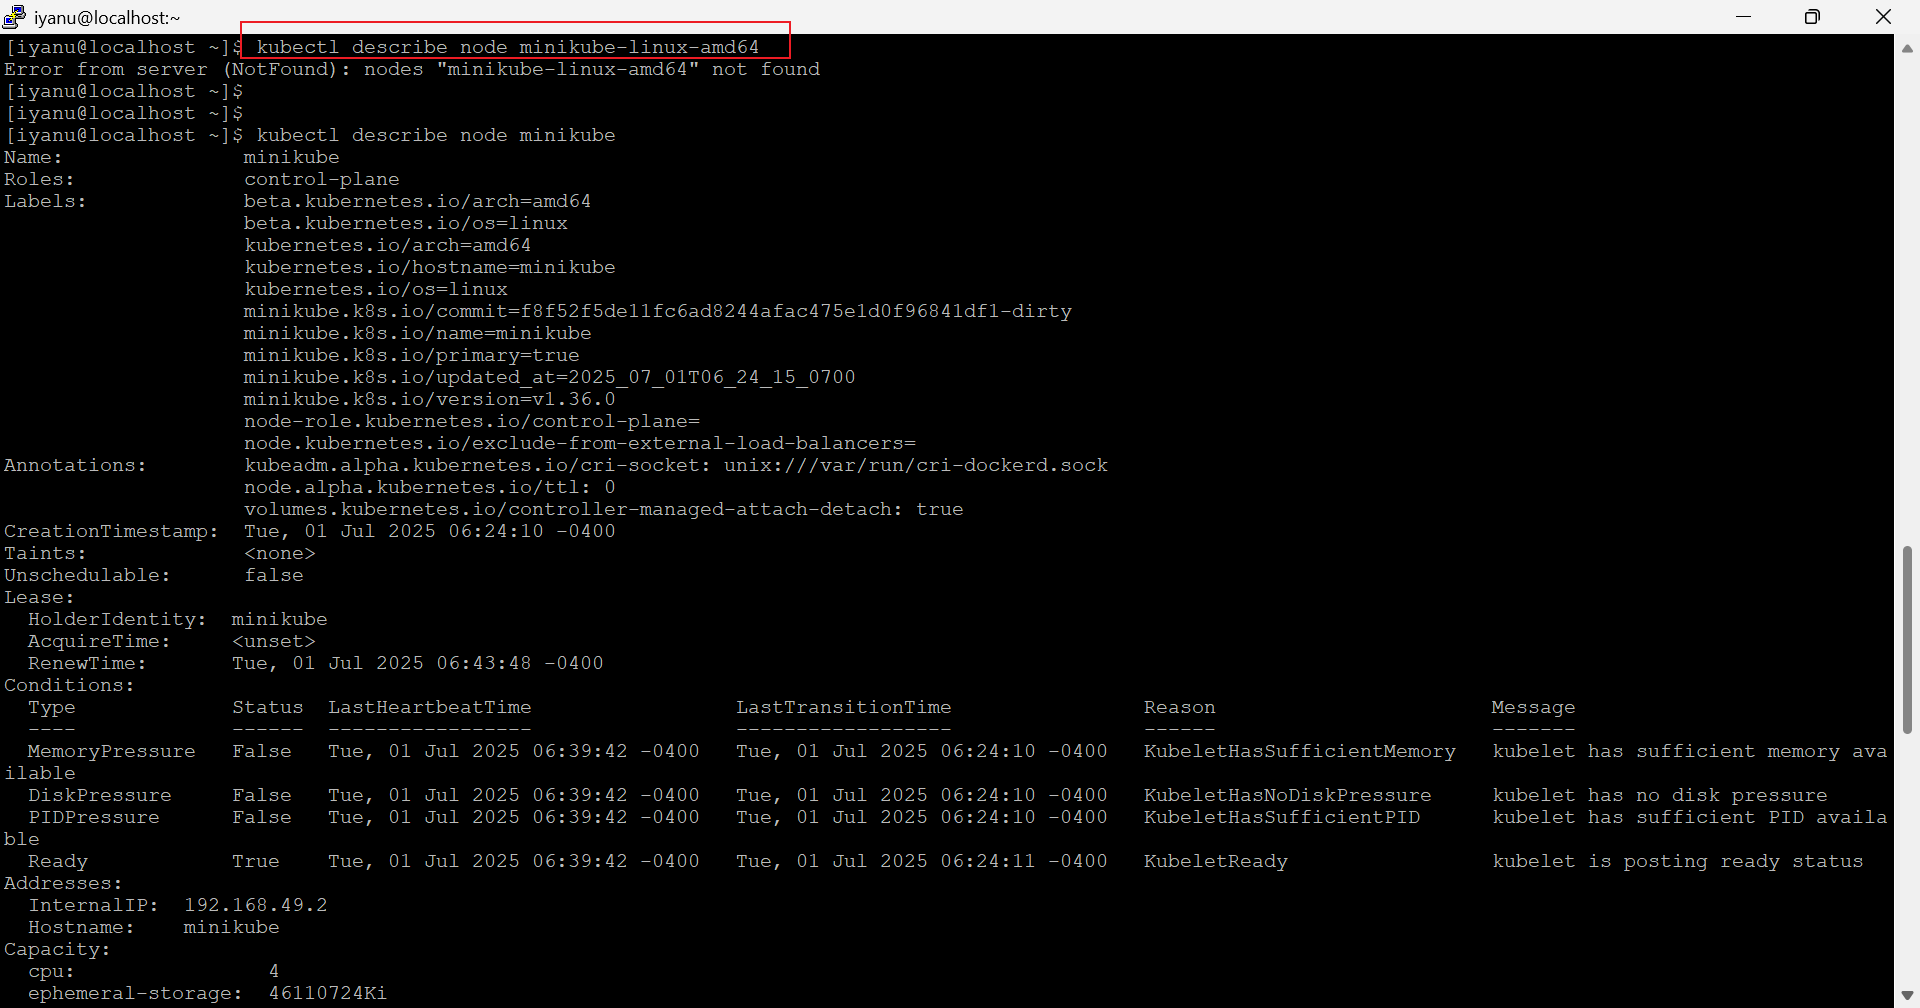 iyanu@localhost:~
[iyanu@localhost ~]$ kubectl describe node minikube-linux-amd64
Error from server (NotFound): nodes "minikube-linux-amd64" not found
[iyanu@localhost ~]$
[iyanu@localhost ~]$
[iyanu@localhost ~]$ kubectl describe node minikube
Name:               minikube
Roles:              control-plane
Labels:             beta.kubernetes.io/arch=amd64
                    beta.kubernetes.io/os=linux
                    kubernetes.io/arch=amd64
                    kubernetes.io/hostname=minikube
                    kubernetes.io/os=linux
                    minikube.k8s.io/commit=f8f52f5de11fc6ad8244afac475e1d0f96841df1-dirty
                    minikube.k8s.io/name=minikube
                    minikube.k8s.io/primary=true
                    minikube.k8s.io/updated_at=2025_07_01T06_24_15_0700
                    minikube.k8s.io/version=v1.36.0
                    node-role.kubernetes.io/control-plane=
                    node.kubernetes.io/exclude-from-external-load-balancers=
Annotations:        kubeadm.alpha.kubernetes.io/cri-socket: unix:///var/run/cri-dockerd.sock
                    node.alpha.kubernetes.io/ttl: 0
                    volumes.kubernetes.io/controller-managed-attach-detach: true
CreationTimestamp:  Tue, 01 Jul 2025 06:24:10 -0400
Taints:             <none>
Unschedulable:      false
Lease:
  HolderIdentity:  minikube
  AcquireTime:     <unset>
  RenewTime:       Tue, 01 Jul 2025 06:43:48 -0400
Conditions:
  Type             Status  LastHeartbeatTime                 LastTransitionTime                Reason                       Message
  ----             ------  -----------------                 ------------------                ------                       -------
  MemoryPressure   False   Tue, 01 Jul 2025 06:39:42 -0400   Tue, 01 Jul 2025 06:24:10 -0400   KubeletHasSufficientMemory   kubelet has sufficient memory ava
ilable
  DiskPressure     False   Tue, 01 Jul 2025 06:39:42 -0400   Tue, 01 Jul 2025 06:24:10 -0400   KubeletHasNoDiskPressure     kubelet has no disk pressure
  PIDPressure      False   Tue, 01 Jul 2025 06:39:42 -0400   Tue, 01 Jul 2025 06:24:10 -0400   KubeletHasSufficientPID      kubelet has sufficient PID availa
ble
  Ready            True    Tue, 01 Jul 2025 06:39:42 -0400   Tue, 01 Jul 2025 06:24:11 -0400   KubeletReady                 kubelet is posting ready status
Addresses:
  InternalIP:  192.168.49.2
  Hostname:    minikube
Capacity:
  cpu:                4
  ephemeral-storage:  46110724Ki